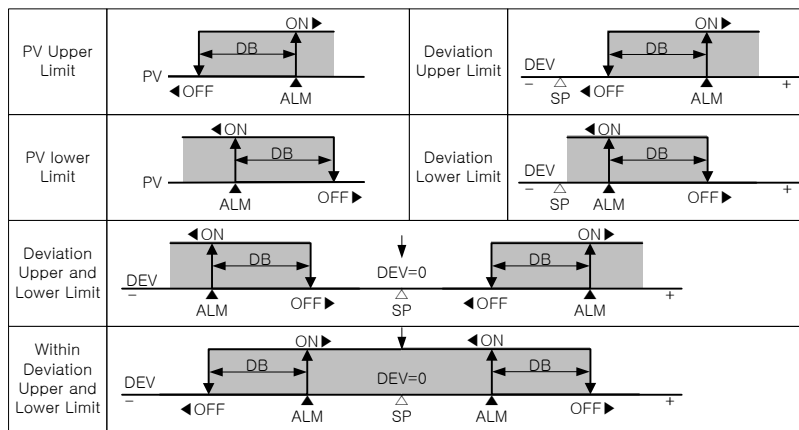 PV Upper
Limit
ON▶
DB
PV
◀OFF
ALM
Deviation
Upper Limit
ON▶
DB
DEV
−
SP
◀OFF
ALM
+
PV lower
Limit
◀ON
DB
PV
ALM
OFF▶
Deviation
Lower Limit
◀ON
DB
DEV
−
SP
ALM
OFF▶
+
Deviation
Upper and
Lower Limit
◀ON
ON▶
DB
DEV=0
DB
DEV
−
ALM
OFF▶
SP
◀OFF
ALM
+
Within
Deviation
Upper and
Lower Limit
ON▶
◀ON
DB
DEV=0
DB
DEV
−
◀OFF
ALM
SP
ALM
OFF▶
+